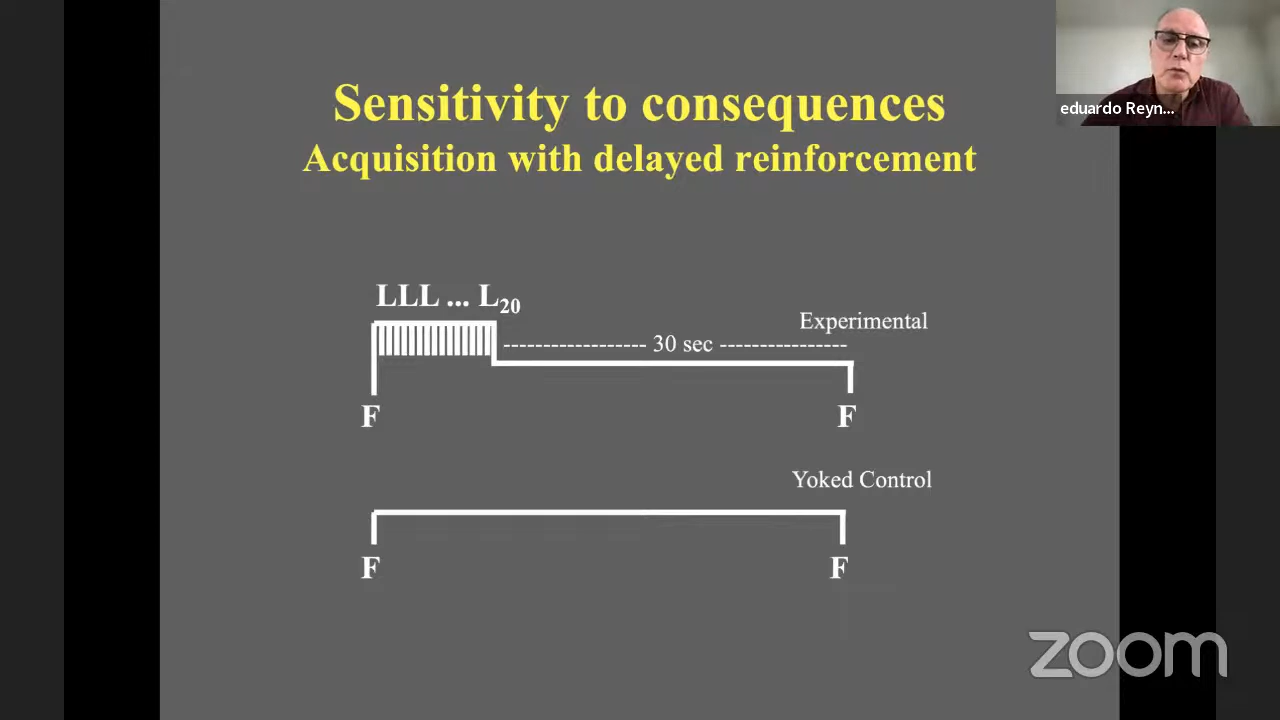 Sensitivity to consequences
Acquisition with delayed reinforcement
eduardo Reyn...
LLL ... L20
Experimental
------------------ 30 sec ----------------
F F
Yoked Control
F F
zoom